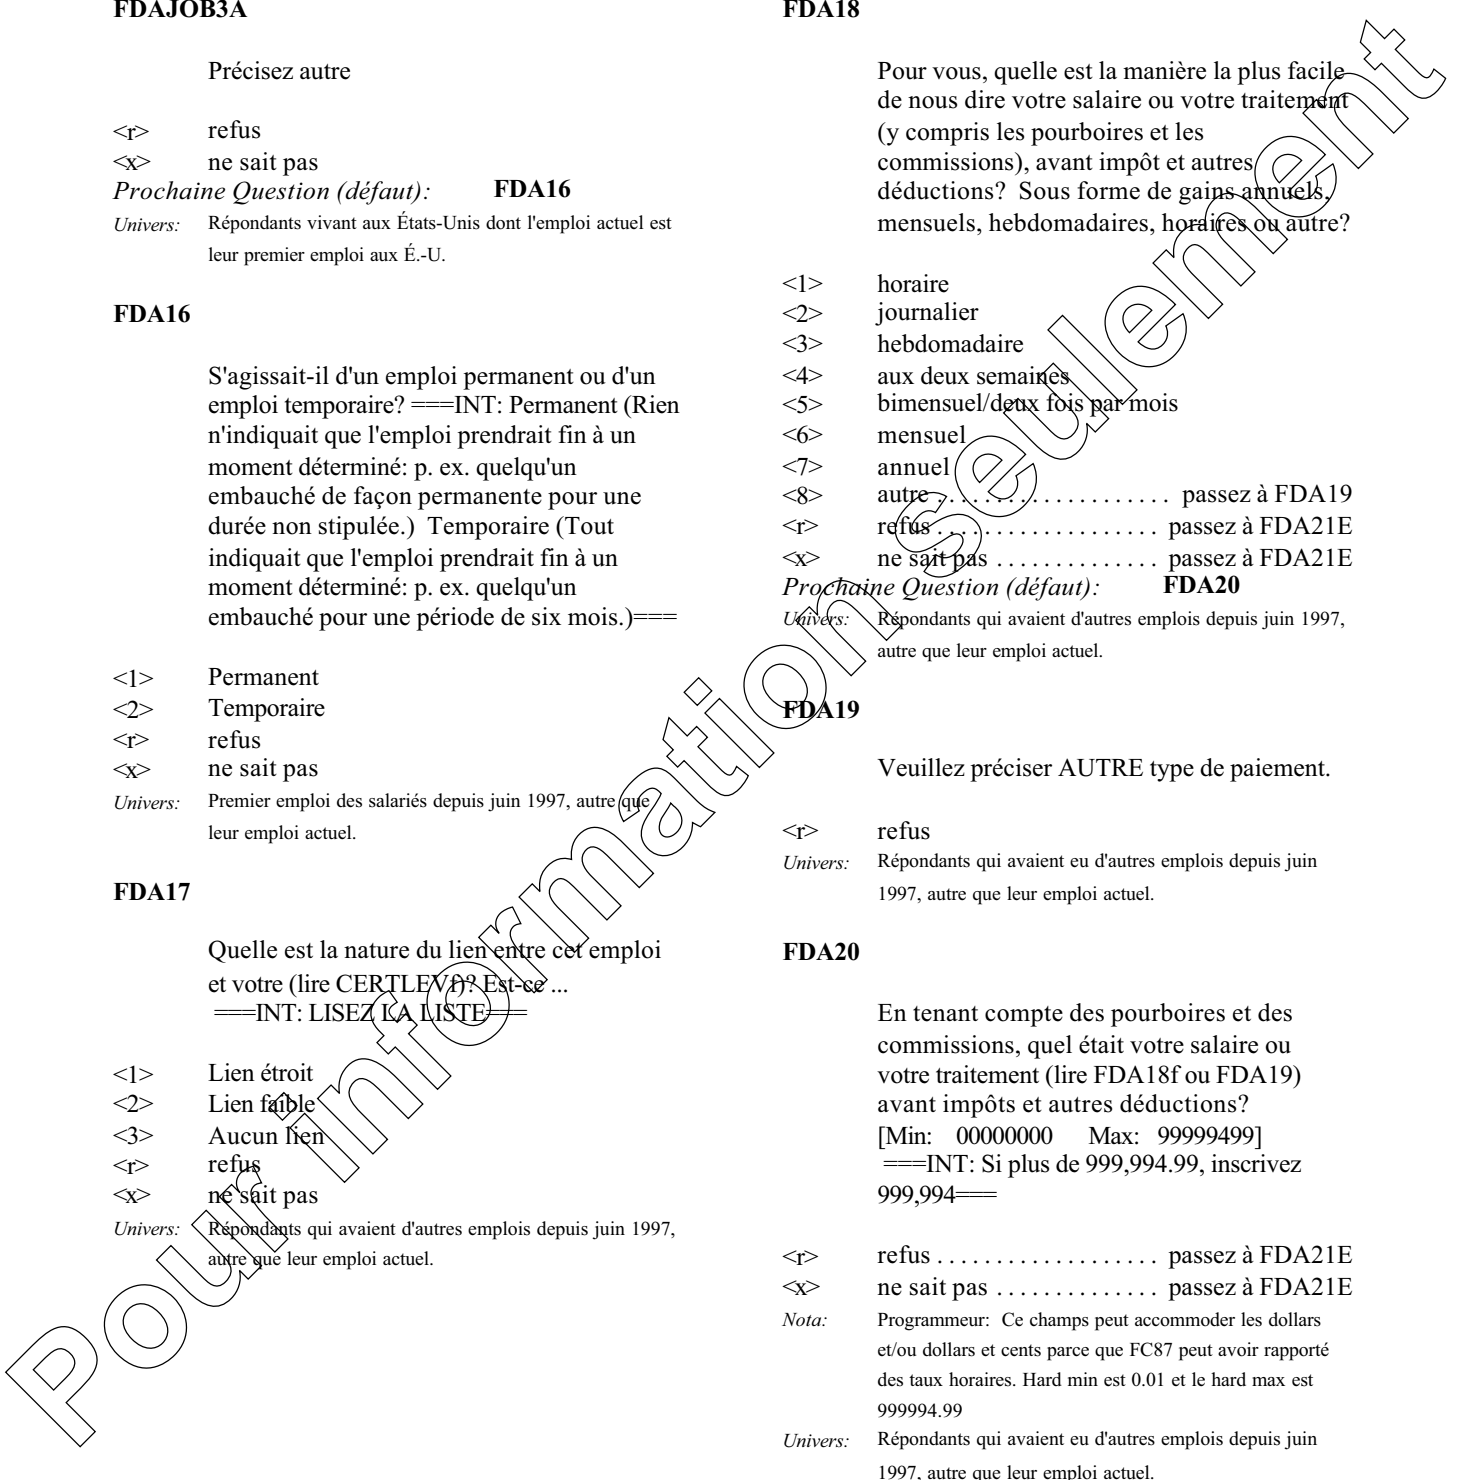 FDAJOB3A
Précisez autre
<r> refus
<x> ne sait pas
Prochaine Question (défaut): FDA16
Univers: Répondants vivant aux États-Unis dont l'emploi actuel est
leur premier emploi aux É.-U.
FDA16
S'agissait-il d'un emploi permanent ou d'un
emploi temporaire? ===INT: Permanent (Rien
n'indiquait que l'emploi prendrait fin à un
moment déterminé: p. ex. quelqu'un
embauché de façon permanente pour une
durée non stipulée.) Temporaire (Tout
indiquait que l'emploi prendrait fin à un
moment déterminé: p. ex. quelqu'un
embauché pour une période de six mois.)===
<1> Permanent
<2> Temporaire
<r> refus
<x> ne sait pas
Univers: Premier emploi des salariés depuis juin 1997, autre que
leur emploi actuel.
FDA17
Quelle est la nature du lien entre cet emploi
et votre (lire CERTLEVf)? Est-ce ...
===INT: LISEZ LA LISTE===
<1> Lien étroit
<2> Lien faible
<3> Aucun lien
<r> refus
<x> ne sait pas
Univers: Répondants qui avaient d'autres emplois depuis juin 1997,
autre que leur emploi actuel.
FDA18
Pour vous, quelle est la manière la plus facile
de nous dire votre salaire ou votre traitement
(y compris les pourboires et les
commissions), avant impôt et autres
déductions? Sous forme de gains annuels,
mensuels, hebdomadaires, horaires ou autre?
<1> horaire
<2> journalier
<3> hebdomadaire
<4> aux deux semaines
<5> bimensuel/deux fois par mois
<6> mensuel
<7> annuel
<8> autre . . . . . . . . . . . . . . . . . . . . passez à FDA19
<r> refus . . . . . . . . . . . . . . . . . . . passez à FDA21E
<x> ne sait pas . . . . . . . . . . . . . . passez à FDA21E
Prochaine Question (défaut): FDA20
Univers: Répondants qui avaient d'autres emplois depuis juin 1997,
autre que leur emploi actuel.
FDA19
Veuillez préciser AUTRE type de paiement.
<r> refus
Univers: Répondants qui avaient eu d'autres emplois depuis juin
1997, autre que leur emploi actuel.
FDA20
En tenant compte des pourboires et des
commissions, quel était votre salaire ou
votre traitement (lire FDA18f ou FDA19)
avant impôts et autres déductions?
[Min: 00000000 Max: 99999499]
===INT: Si plus de 999,994.99, inscrivez
999,994===
<r> refus . . . . . . . . . . . . . . . . . . . passez à FDA21E
<x> ne sait pas . . . . . . . . . . . . . . passez à FDA21E
Nota: Programmeur: Ce champs peut accommoder les dollars
et/ou dollars et cents parce que FC87 peut avoir rapporté
des taux horaires. Hard min est 0.01 et le hard max est
999994.99
Univers: Répondants qui avaient eu d'autres emplois depuis juin
1997, autre que leur emploi actuel.
Pour information seulement